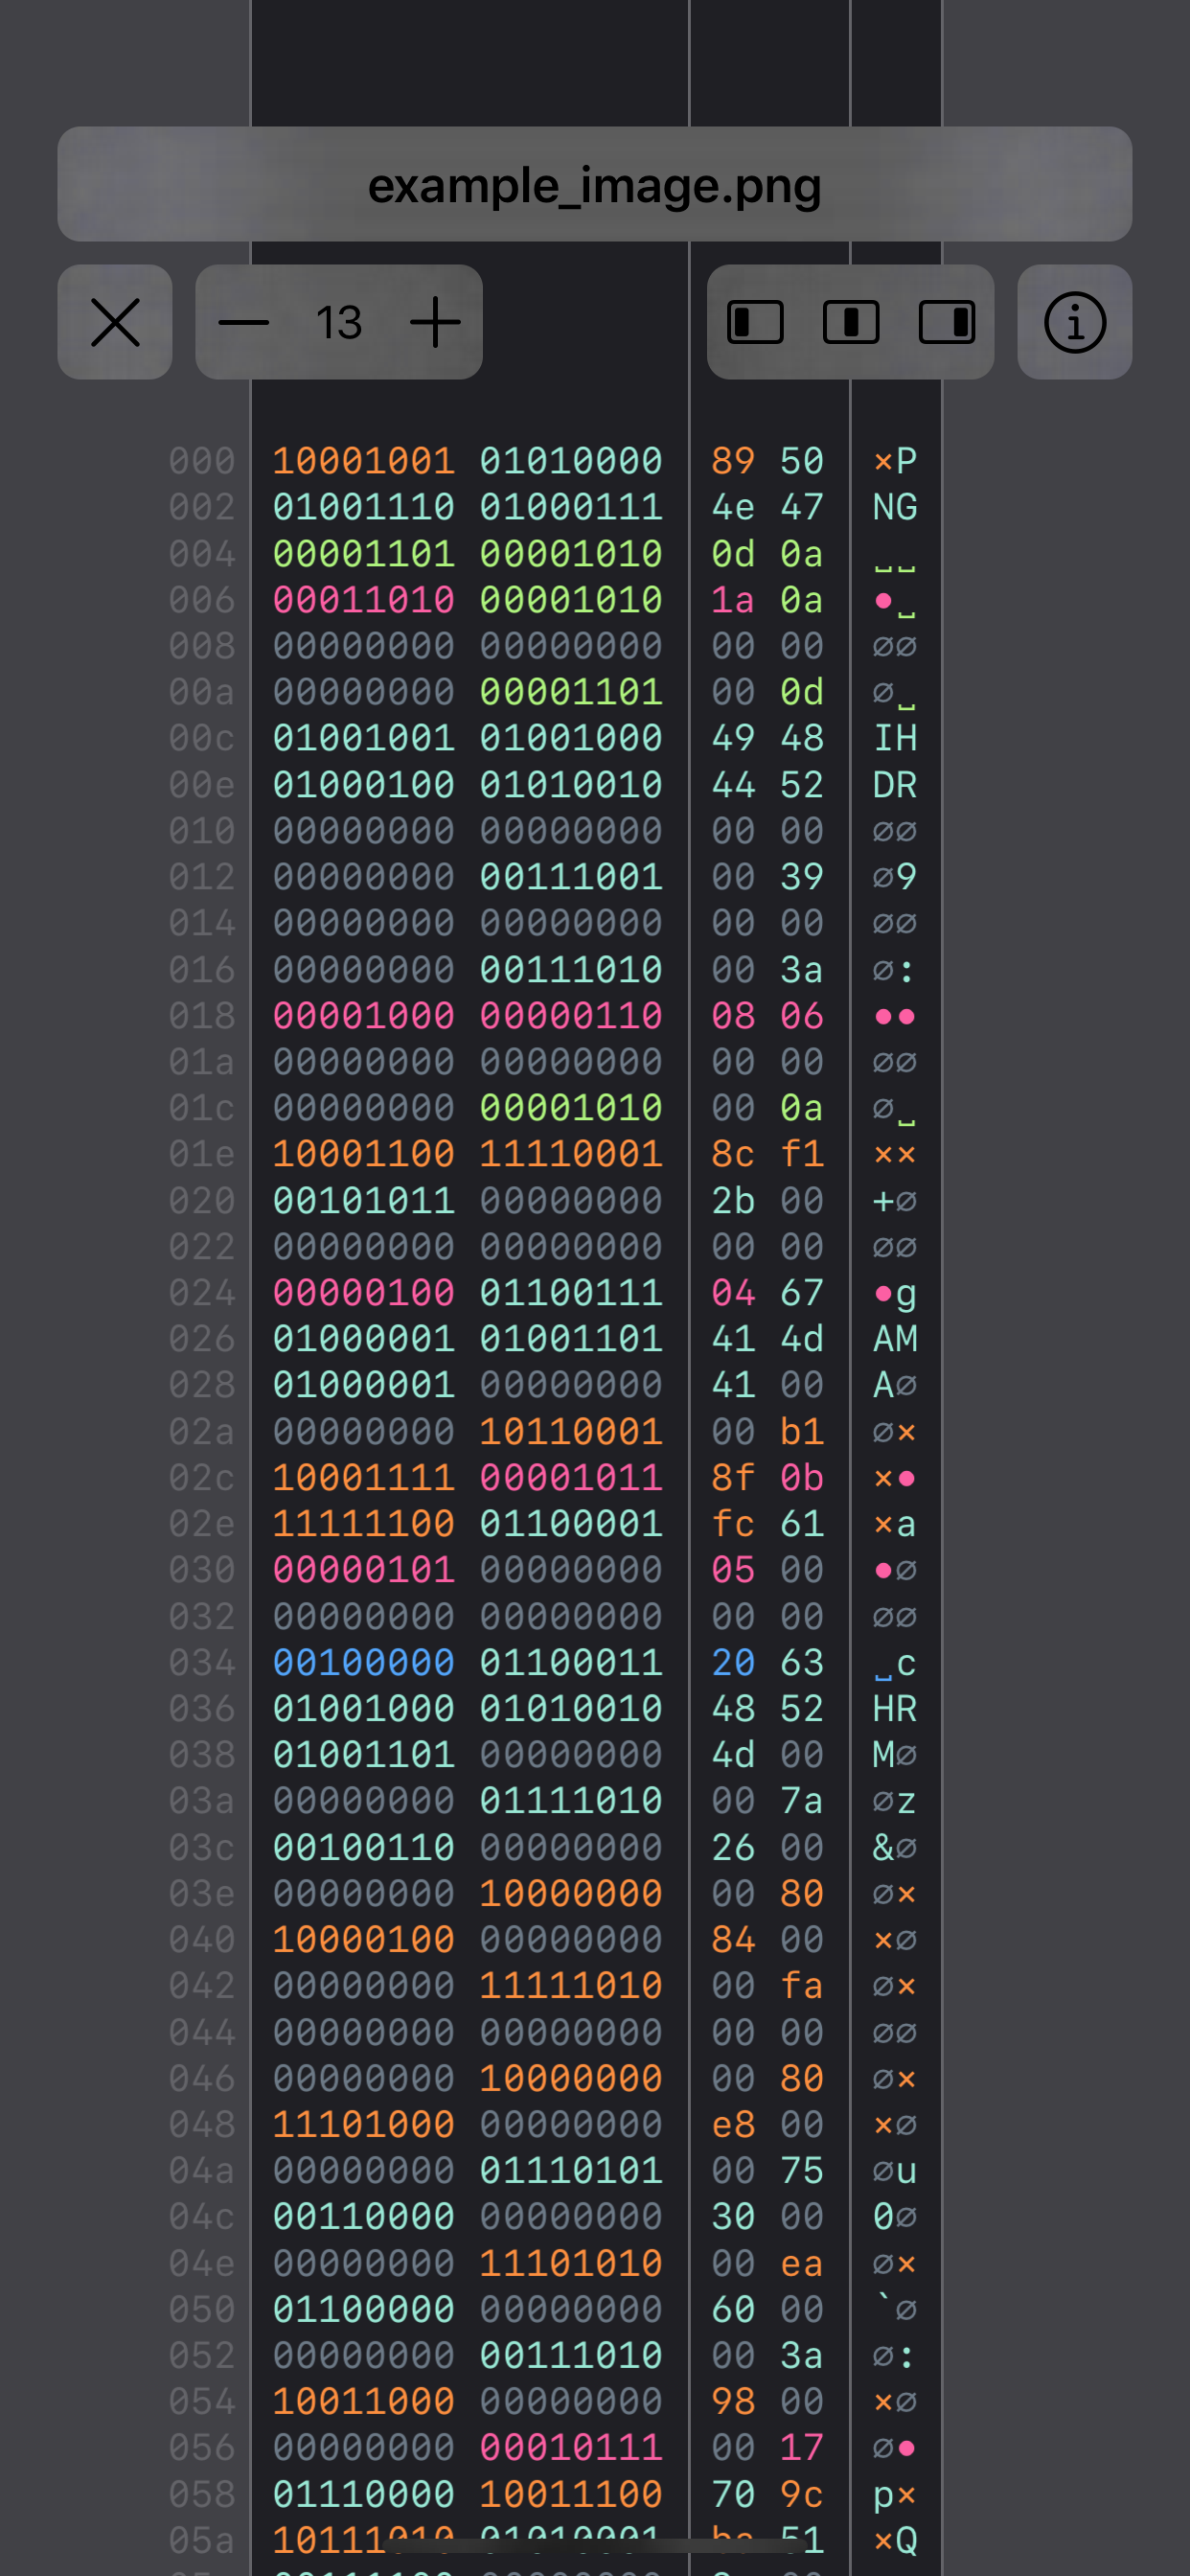 example_image.png
13
000 10001001 01010000 89 50 ×P
002 01001110 01000111 4e 47 NG
004 00001101 00001010 0d 0a ␣␣
006 00011010 00001010 1a 0a •␣
008 00000000 00000000 00 00 ∅∅
00a 00000000 00001101 00 0d ∅␣
00c 01001001 01001000 49 48 IH
00e 01000100 01010010 44 52 DR
010 00000000 00000000 00 00 ∅∅
012 00000000 00111001 00 39 ∅9
014 00000000 00000000 00 00 ∅∅
016 00000000 00111010 00 3a ∅:
018 00001000 00000110 08 06 ••
01a 00000000 00000000 00 00 ∅∅
01c 00000000 00001010 00 0a ∅␣
01e 10001100 11110001 8c f1 ××
020 00101011 00000000 2b 00 +∅
022 00000000 00000000 00 00 ∅∅
024 00000100 01100111 04 67 •g
026 01000001 01001101 41 4d AM
028 01000001 00000000 41 00 A∅
02a 00000000 10110001 00 b1 ∅×
02c 10001111 00001011 8f 0b ו
02e 11111100 01100001 fc 61 ×a
030 00000101 00000000 05 00 •∅
032 00000000 00000000 00 00 ∅∅
034 00100000 01100011 20 63 ␣c
036 01001000 01010010 48 52 HR
038 01001101 00000000 4d 00 M∅
03a 00000000 01111010 00 7a ∅z
03c 00100110 00000000 26 00 &∅
03e 00000000 10000000 00 80 ∅×
040 10000100 00000000 84 00 ×∅
042 00000000 11111010 00 fa ∅×
044 00000000 00000000 00 00 ∅∅
046 00000000 10000000 00 80 ∅×
048 11101000 00000000 e8 00 ×∅
04a 00000000 01110101 00 75 ∅u
04c 00110000 00000000 30 00 0∅
04e 00000000 11101010 00 ea ∅×
050 01100000 00000000 60 00 `∅
052 00000000 00111010 00 3a ∅:
054 10011000 00000000 98 00 ×∅
056 00000000 00010111 00 17 ∅•
058 01110000 10011100 70 9c p×
05a 10111010 01010001 ba 51 ×Q